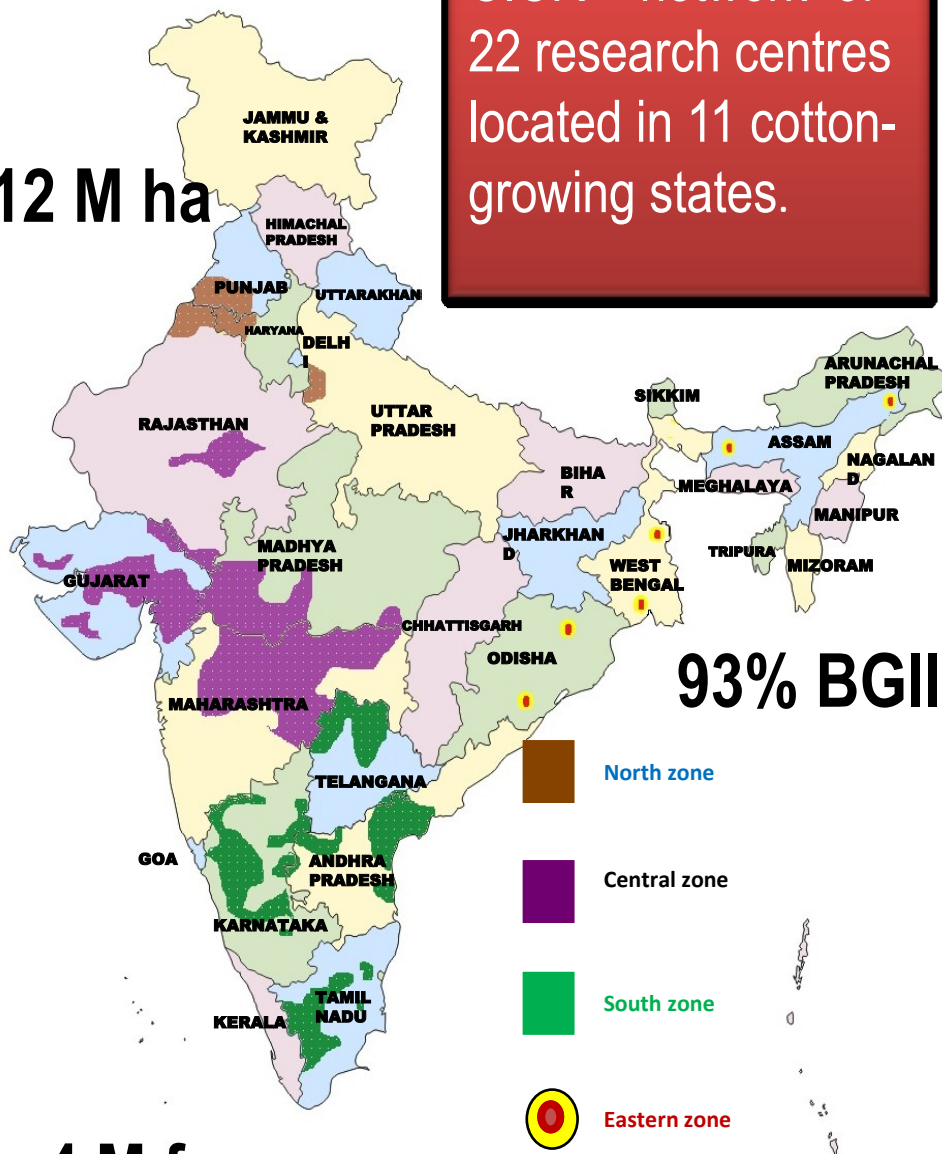 22 research centres
located in 11 cotton-
growing states.
12 M ha
JAMMU &
KASHMIR
HIMACHAL
PRADESH
PUNJAB
UTTARAKHAN
HARYANA
DELH
I
RAJASTHAN
UTTAR
PRADESH
SIKKIM
ARUNACHAL
PRADESH
ASSAM
NAGALAN
D
BIHA
R
MEGHALAYA
MANIPUR
JHARKHAN
D
TRIPURA
MIZORAM
WEST
BENGAL
GUJARAT
MADHYA
PRADESH
CHHATTISGARH
ODISHA
MAHARASHTRA
93% BGII
TELANGANA
North zone
GOA
ANDHRA
PRADESH
Central zone
KARNATAKA
TAMIL
NADU
KERALA
South zone
Eastern zone